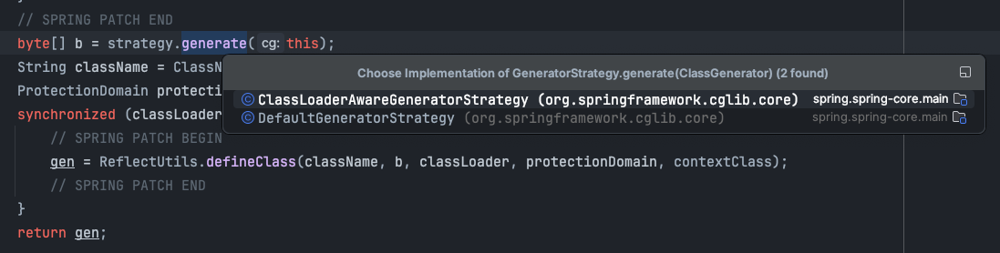 // SPRING PATCH END
byte[] b = strategy.generate( cg: this);
String className = ClassN
Choose Implementation of GeneratorStrategy.generate(ClassGenerator) (2 found)
ProtectionDomain protecti
ClassLoaderAwareGeneratorStrategy (org.springframework.cglib.core) spring.spring-core.main
synchronized (classLoader
DefaultGeneratorStrategy (org.springframework.cglib.core) spring.spring-core.main
// SPRING PATCH BEGIN
gen = ReflectUtils.defineClass(className, b, classLoader, protectionDomain, contextClass);
// SPRING PATCH END
}
return gen;